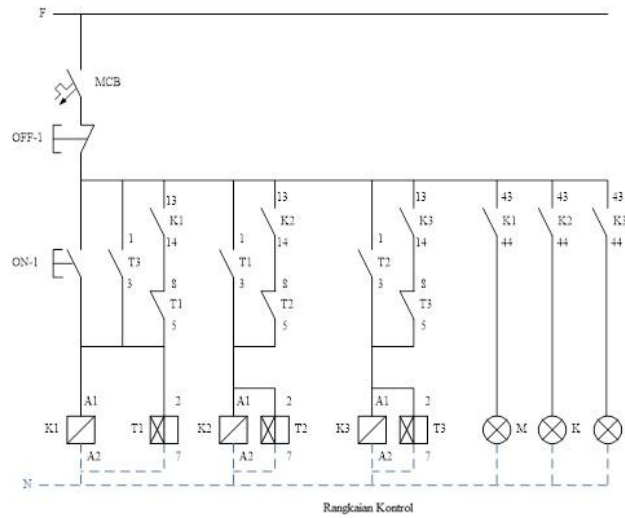 F
MCB
OFF-1
13 13 13 43 43 43
K1 K2 K3 K1 K2 K3
1 14 1 14 1 14 44 44 44
ON-1 T3 T1 T2
3 8 3 8 3 8
T1 T2 T3
5 5 5
A1 2 A1 2 A1 2
K1 T1 K2 T2 K3 T3 M K
A2 7 A2 7 A2 7
N
Rangkaian Kontrol